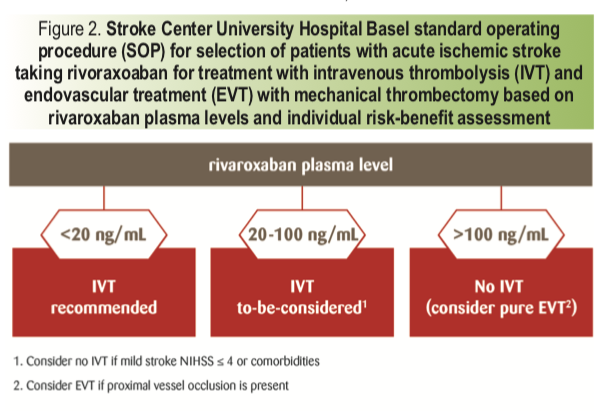 Figure 2. Stroke Center University Hospital Basel standard operating
procedure (SOP) for selection of patients with acute ischemic stroke
taking rivoraxoaban for treatment with intravenous thrombolysis (IVT) and
endovascular treatment (EVT) with mechanical thrombectomy based on
rivaroxaban plasma levels and individual risk-benefit assessment
rivaroxaban plasma level
<20 ng/mL
20-100 ng/mL
>100 ng/mL
IVT
recommended
IVT
to-be-considered¹
No IVT
(consider pure EVT²)
1. Consider no IVT if mild stroke NIHSS ≤ 4 or comorbidities
2. Consider EVT if proximal vessel occlusion is present